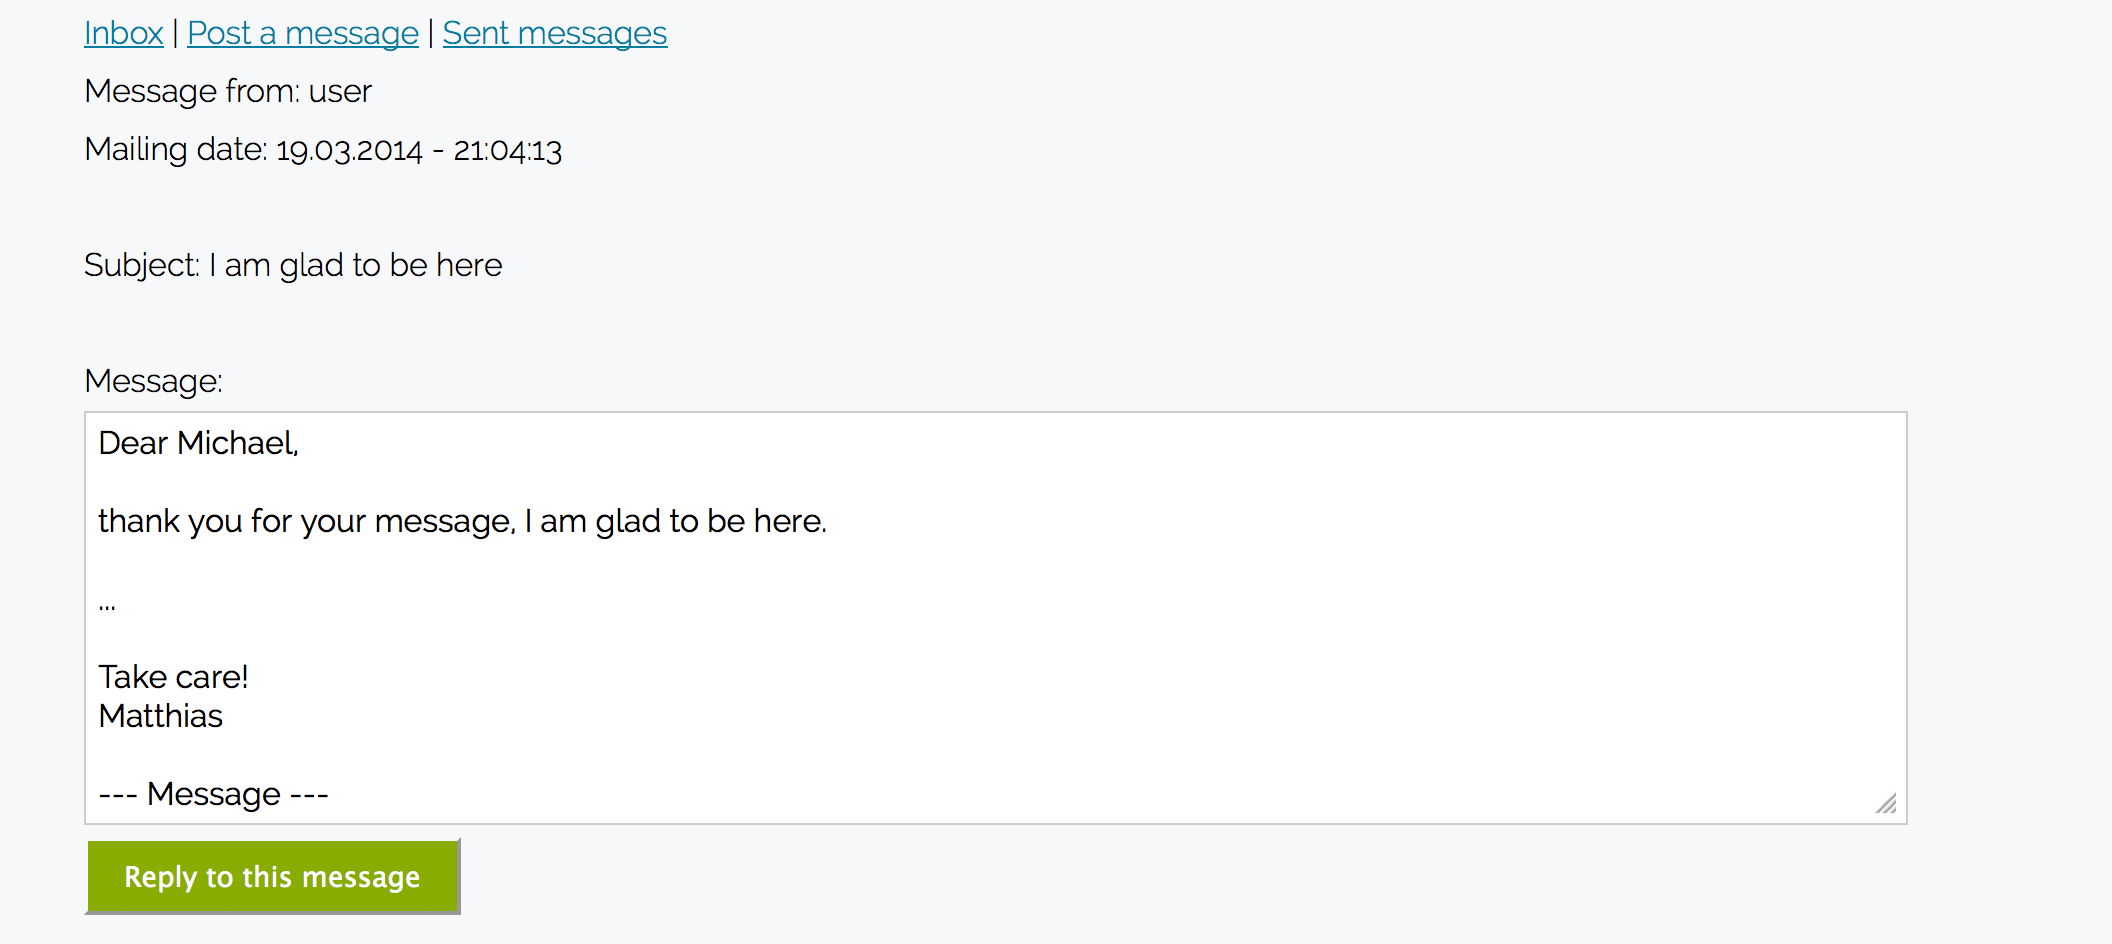 Inbox | Post a message | Sent messages
Message from: user
Mailing date: 19.03.2014 - 21:04:13
Subject: I am glad to be here
Message:
Dear Michael,
thank you for your message, I am glad to be here.
...
Take care!
Matthias
--- Message ---
Reply to this message